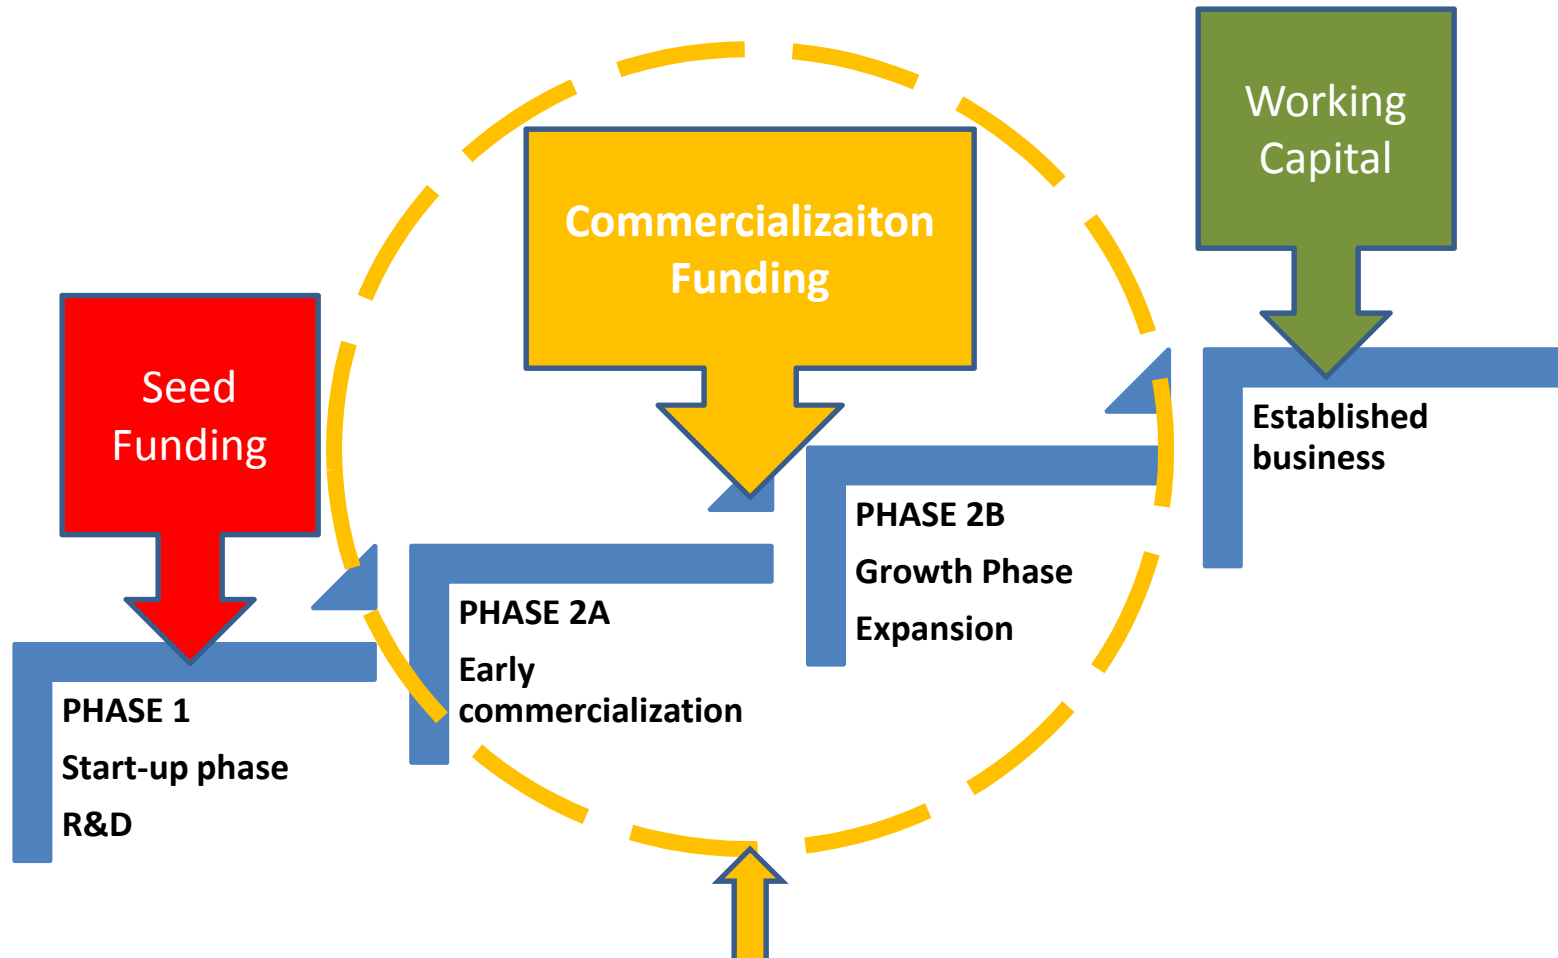 Seed
Funding
PHASE 1
Start-up phase
R&D
Commercializaiton
Funding
PHASE 2A
Early
commercialization
PHASE 2B
Growth Phase
Expansion
Working
Capital
Established
business